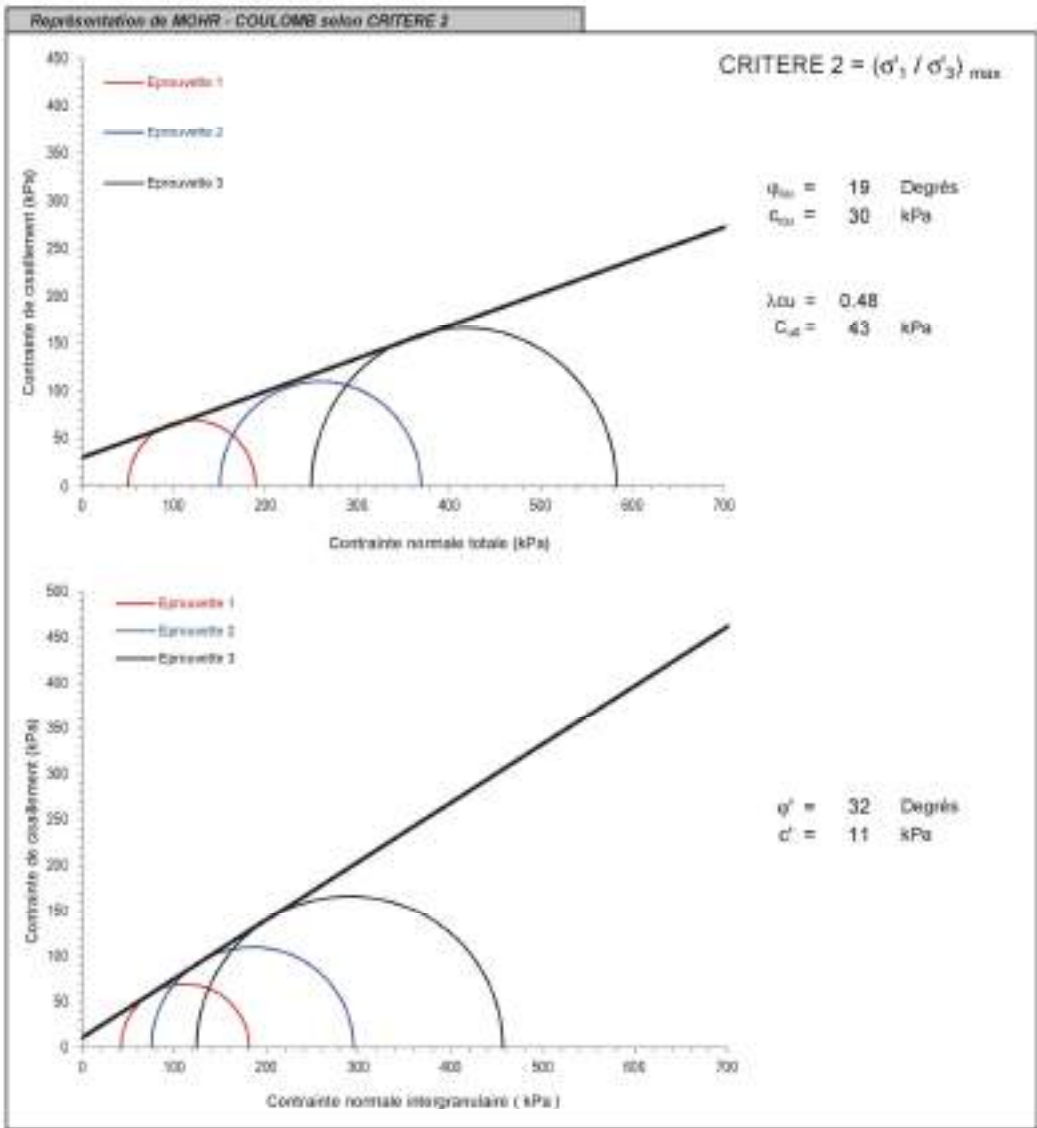 Représentation de MOHR - COULOMB selon CRITERE 2
CRITERE 2 = (σ'₁ / σ'₃) max
450
400
350
300
250
200
150
100
50
0
Contrainte de cisaillement (kPa)
Eprouvette 1
Eprouvette 2
Eprouvette 3
φcu = 19 Degrés
ccu = 30 kPa
λcu = 0.48
43 kPa
0 100 200 300 400 500 600 700
Contrainte normale totale (kPa)
500
450
400
350
300
250
200
150
100
50
0
Contrainte de cisaillement (kPa)
Eprouvette 1
Eprouvette 2
Eprouvette 3
φ' = 32 Degrés
c' = 11 kPa
0 100 200 300 400 500 600 700
Contrainte normale intergranulaire ( kPa )